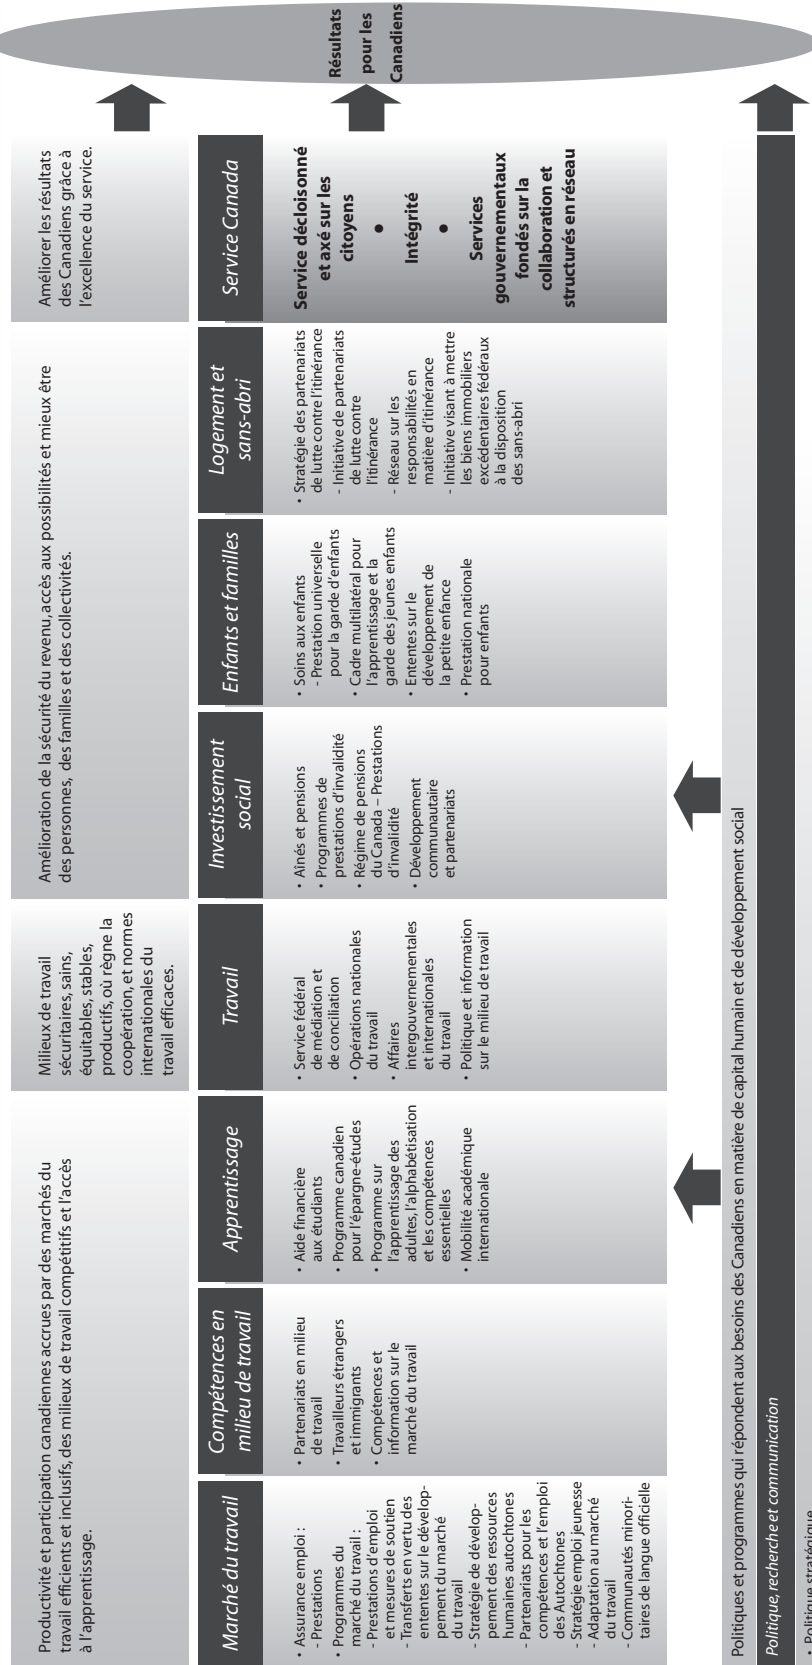 Productivité et participation canadiennes accrues par des marchés du
travail efficients et inclusifs, des milieux de travail compétitifs et l'accès
à l'apprentissage.
Milieux de travail
sécuritaires, sains,
équitables, stables,
productifs, où règne la
coopération, et normes
internationales du
travail efficaces.
Amélioration de la sécurité du revenu, accès aux possibilités et mieux être
des personnes, des familles et des collectivités.
Améliorer les résultats
des Canadiens grâce à
l'excellence du service.
Marché du travail
• Assurance emploi :
- Prestations
• Programmes du
marché du travail :
- Prestations d'emploi
et mesures de soutien
- Transferts en vertu des
ententes sur le dévelop-
pement du marché
du travail
- Stratégie de dévelop-
pement des ressources
humaines autochtones
- Partenariats pour les
compétences et l'emploi
des Autochtones
- Stratégie emploi jeunesse
- Adaptation au marché
du travail
- Communautés minori-
taires de langue officielle
Compétences en
milieu de travail
• Partenariats en milieu
de travail
• Travailleurs étrangers
et immigrants
• Compétences et
information sur le
marché du travail
Apprentissage
• Aide financière
aux étudiants
• Programme canadien
pour l'épargne-études
• Programme sur
l'apprentissage des
adultes, l'alphabétisation
et les compétences
essentielles
• Mobilité académique
internationale
Travail
• Service fédéral
de médiation et
de conciliation
• Opérations nationales
du travail
• Affaires
intergouvernementales
et internationales
du travail
• Politique et information
sur le milieu de travail
Investissement
social
• Aînés et pensions
• Programmes de
prestations d'invalidité
• Régime de pensions
du Canada – Prestations
d'invalidité
• Développement
communautaire
et partenariats
Enfants et familles
• Soins aux enfants
- Prestation universelle
pour la garde d'enfants
• Cadre multilatéral pour
l'apprentissage et la
garde des jeunes enfants
• Ententes sur le
développement de
la petite enfance
• Prestation nationale
pour enfants
Logement et
sans-abri
• Stratégie des partenariats
de lutte contre l'itinérance
- Initiative de partenariats
de lutte contre
l'itinérance
- Réseau sur les
responsabilités en
matière d'itinérance
- Initiative visant à mettre
les biens immobiliers
excédentaires fédéraux
à la disposition
des sans-abri
Service Canada
Service décloisonné
et axé sur les
citoyens
•
Intégrité
•
Services
gouvernementaux
fondés sur la
collaboration et
structurés en réseau
Résultats
pour les
Canadiens
Politiques et programmes qui répondent aux besoins des Canadiens en matière de capital humain et de développement social
Politique, recherche et communication
• Politique stratégique